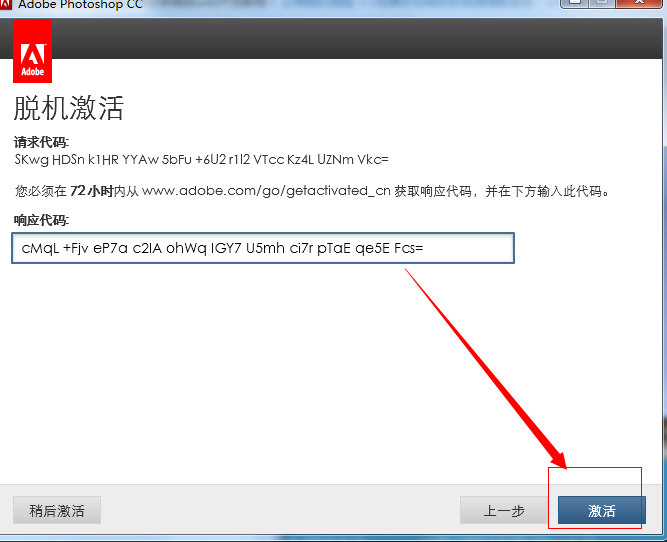 Adobe Photoshop CC
Adobe
脱机激活
请求代码:
SKwg HDSn k1HR YYAw 5bFu +6U2 r1I2 VTcc Kz4L UZNm Vkc=
您必须在 72 小时内从 www.adobe.com/go/getactivated_cn 获取响应代码，并在下方输入此代码。
响应代码:
cMqL +Fjv eP7a c2IA ohWq IGY7 U5mh ci7r pTaE qe5E Fcs=
稍后激活
上一步
激活